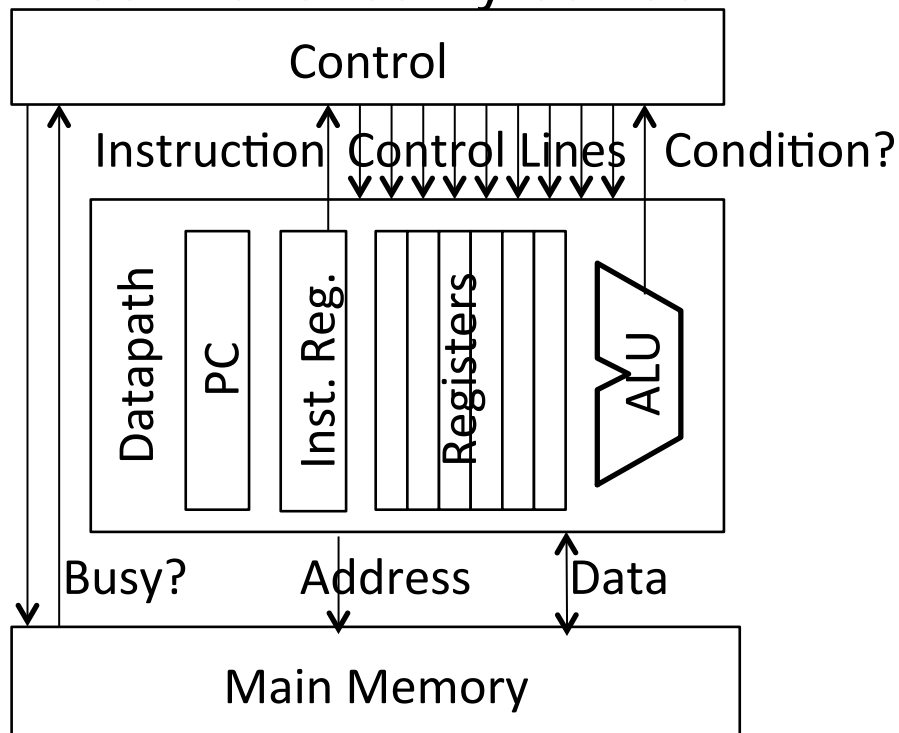 Control
Instruction
Control Lines
Condition?
Datapath
PC
Inst. Reg.
Registers
ALU
Busy?
Address
Data
Main Memory